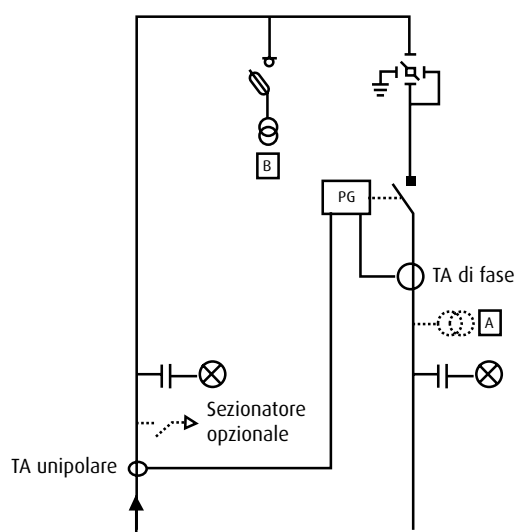 B
PG
TA di fase
A
Sezionatore
opzionale
TA unipolare